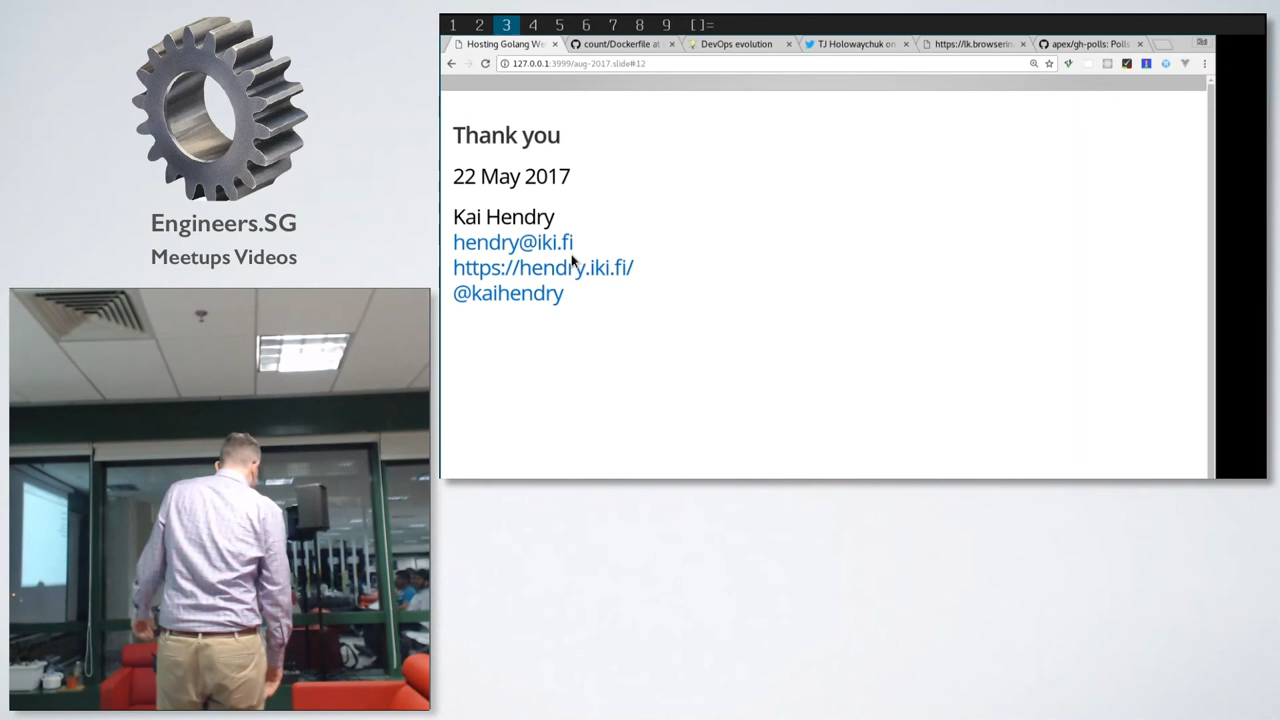 Engineers.SG
Meetups Videos
1 2 3 4 5 6 7 8 9 []=
Hosting Golang We
count/Dockerfile at
DevOps evolution
TJ Holowaychuk on
https://lk.browserin
apex/gh-polls: Polls
127.0.0.1:3999/aug-2017.slide#12
Thank you
22 May 2017
Kai Hendry
hendry@iki.fi
https://hendry.iki.fi/
@kaihendry